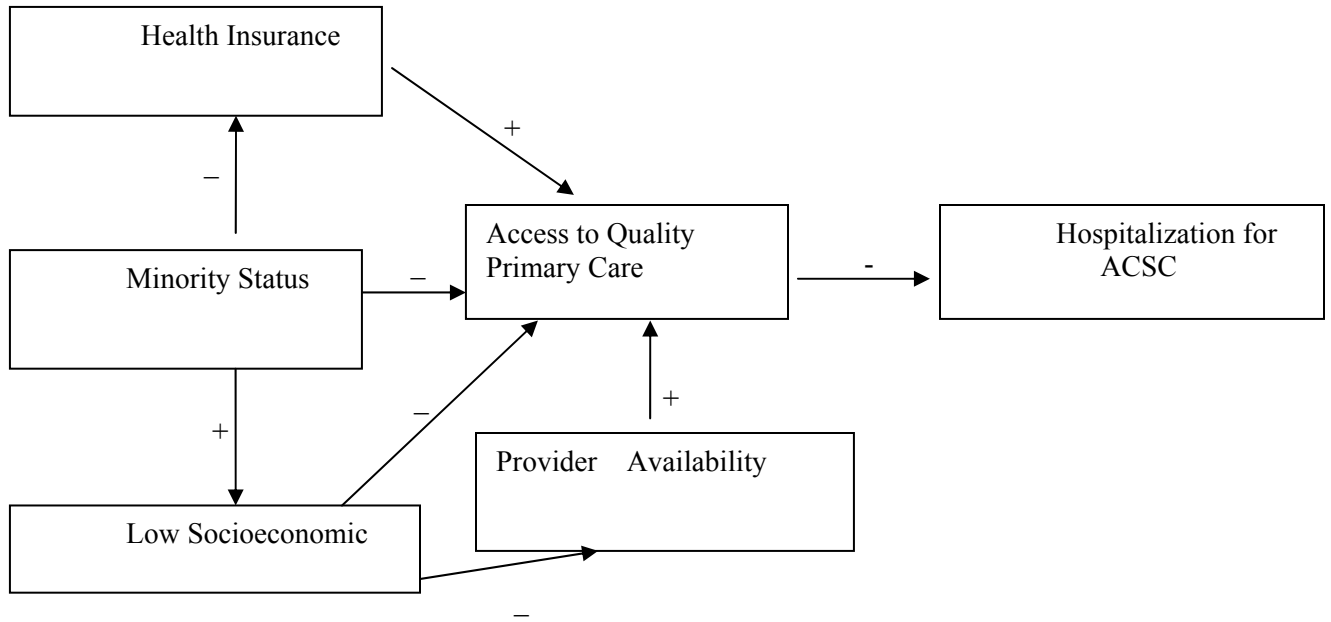 Health Insurance
+
–
Access to Quality
Primary Care
Hospitalization for
ACSC
Minority Status
–
-
+
–
+
Provider Availability
Low Socioeconomic
–